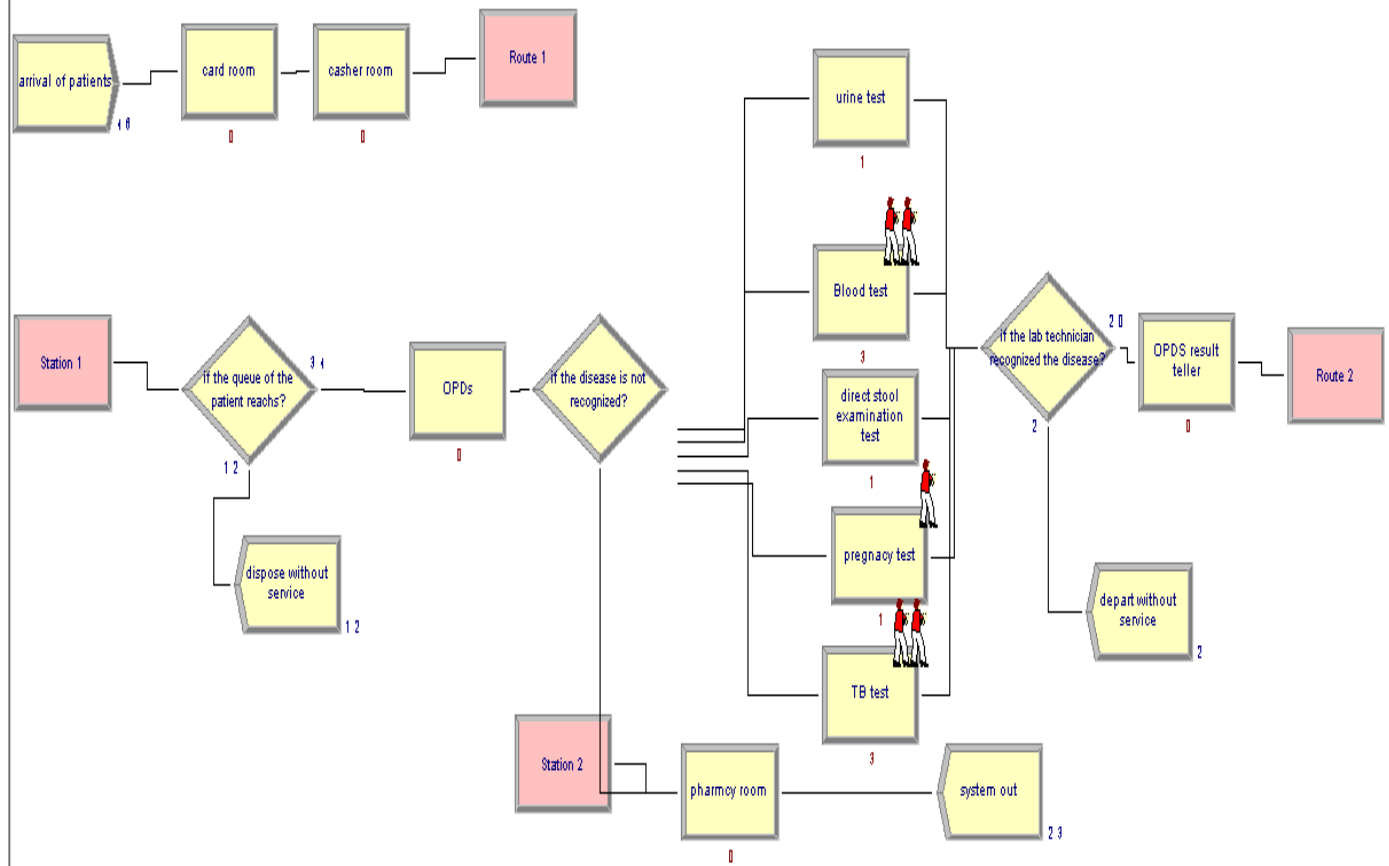 arrival of patients
4 6
card room
0
casher room
0
Route 1
urine test
1
Blood test
3
direct stool
examination
test
1
pregnacy test
1
TB test
3
Station 1
if the queue of the
patient reachs?
3 4
1 2
dispose without
service
1 2
OPDs
0
if the disease is not
recognized?
if the lab technician
recognized the disease?
2 0
2
OPDS result
teller
0
Route 2
depart without
service
2
Station 2
pharmcy room
0
system out
2 3